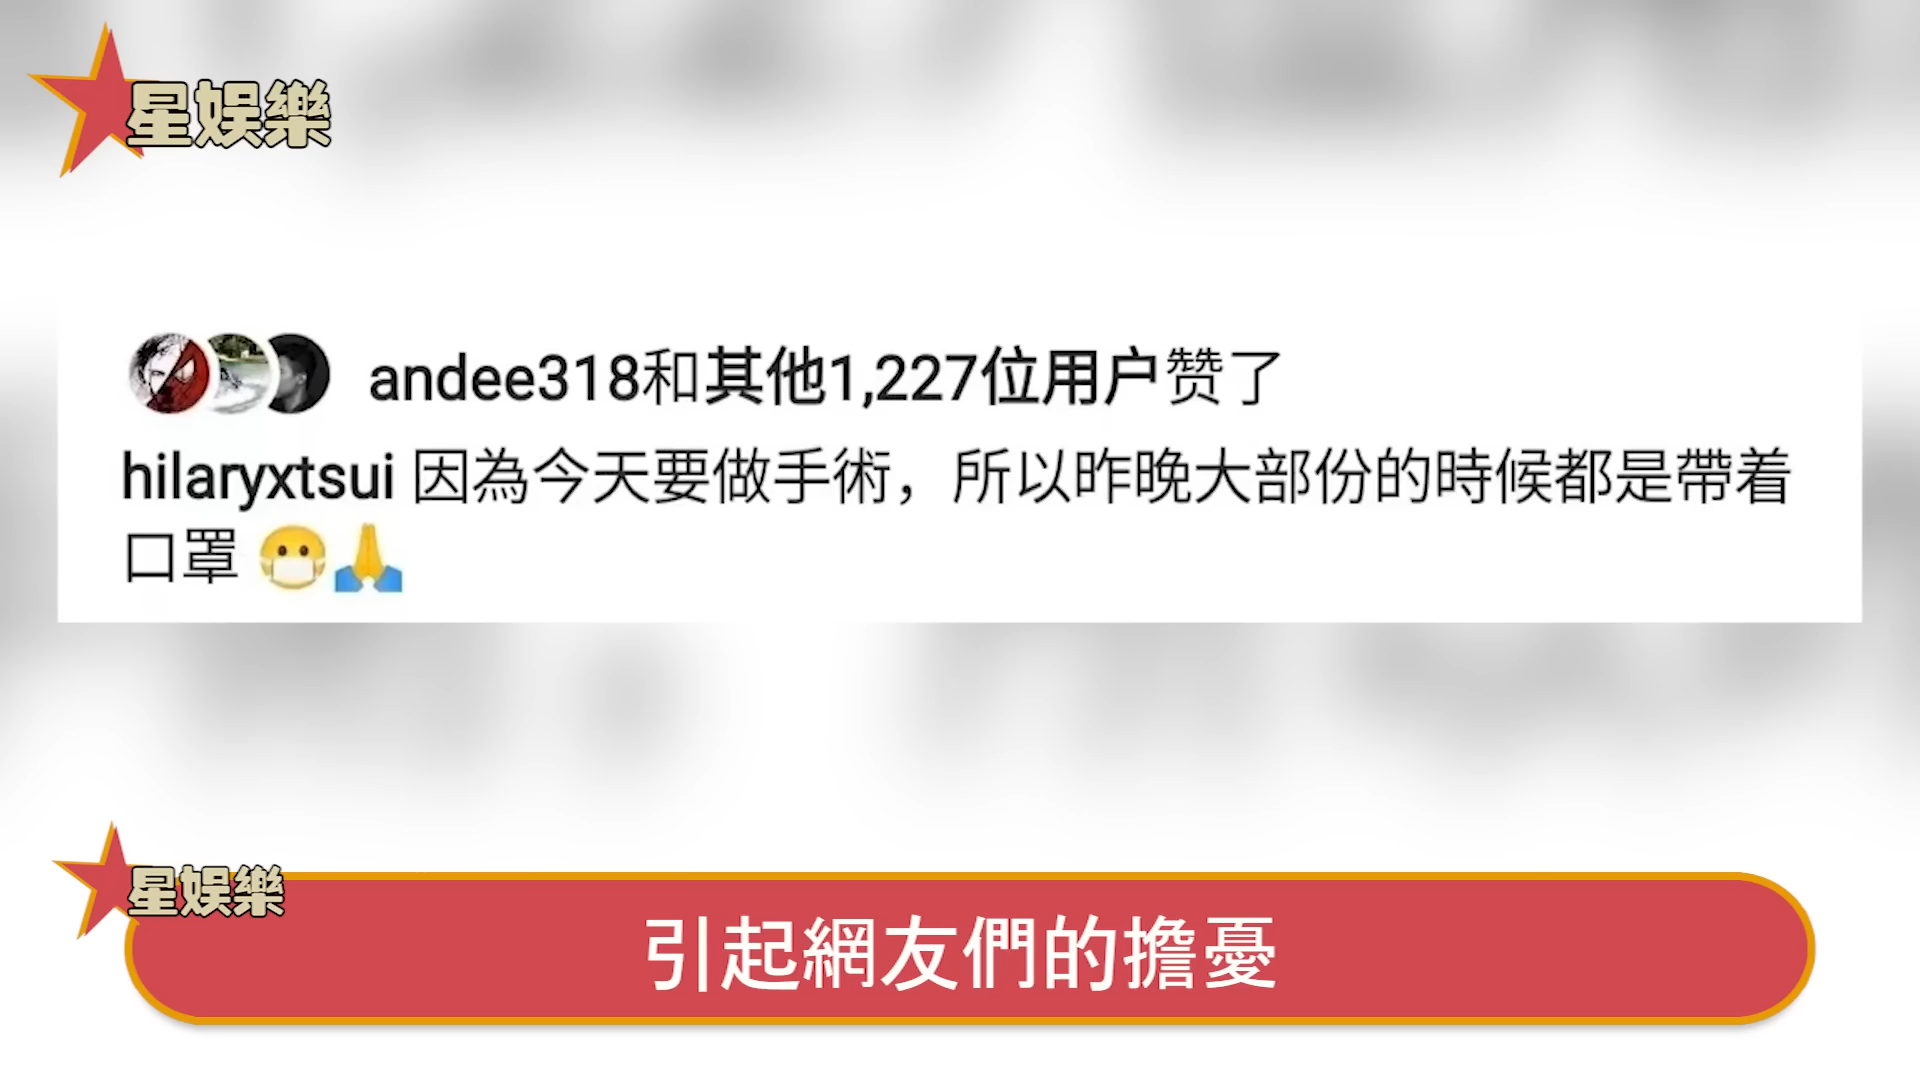 星娱樂
andee318和其他1,227位用户赞了
hilaryxtsui 因為今天要做手術，所以昨晚大部份的時候都是帶着
口罩 😷🙏
星娱樂
引起網友們的擔憂